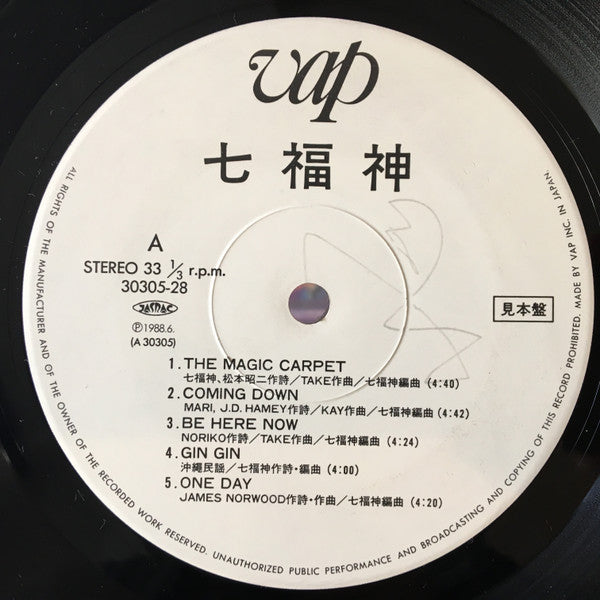 vap
七福神
A
STEREO 33 1/3 r.p.m.
30305-28
JASRAC
Ⓟ1988.6.
(A 30305)
見本盤
1. THE MAGIC CARPET
七福神、松本昭二作詩/TAKE作曲/七福神編曲 (4:40)
2. COMING DOWN
MARI, J.D. HAMEY作詩/KAY作曲/七福神編曲 (4:42)
3. BE HERE NOW
NORIKO作詩/TAKE作曲/七福神編曲 (4:24)
4. GIN GIN
沖縄民謡/七福神作詩・編曲 (4:00)
5. ONE DAY
JAMES NORWOOD作詩・作曲/七福神編曲 (4:20)
ALL RIGHTS OF THE MANUFACTURER AND OF THE OWNER OF THE RECORDED WORK RESERVED. UNAUTHORIZED PUBLIC PERFORMANCE AND BROADCASTING AND COPYING OF THIS RECORD PROHIBITED. MADE BY VAP INC. IN JAPAN